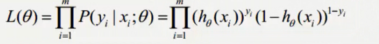 L(θ) = ∏_{i=1}^{m} P(y_i | x_i; θ) = ∏_{i=1}^{m} (h_θ(x_i))^{y_i} (1 − h_θ(x_i))^{1−y_i}